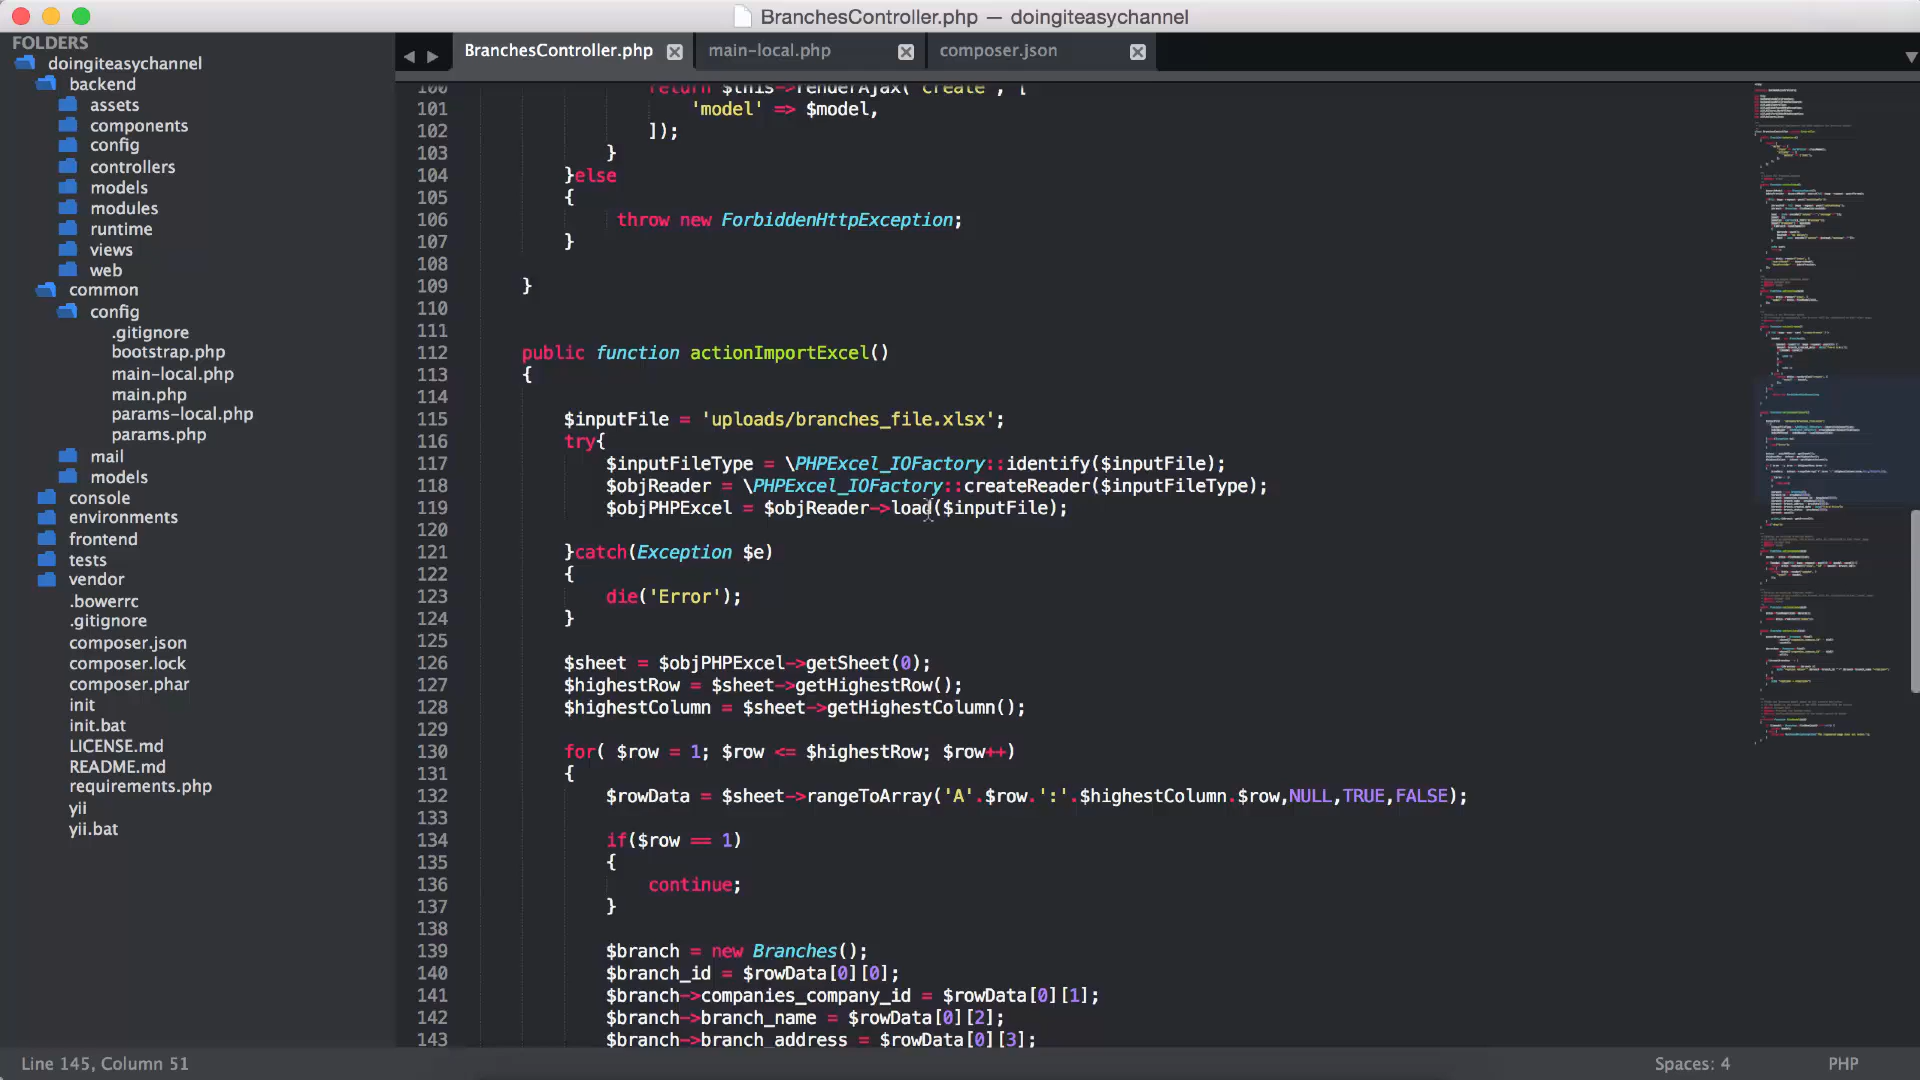 BranchesController.php — doingiteasychannel
FOLDERS
doingiteasychannel
backend
assets
components
config
controllers
models
modules
runtime
views
web
common
config
.gitignore
bootstrap.php
main-local.php
main.php
params-local.php
params.php
mail
models
console
environments
frontend
tests
vendor
.bowerrc
.gitignore
composer.json
composer.lock
composer.phar
init
init.bat
LICENSE.md
README.md
requirements.php
yii
yii.bat
BranchesController.php
main-local.php
composer.json
100 return $this->renderAjax('create', [
101 'model' => $model,
102 ]);
103 }
104 }else
105 {
106 throw new ForbiddenHttpException;
107 }
108
109 }
110
111
112 public function actionImportExcel()
113 {
114
115 $inputFile = 'uploads/branches_file.xlsx';
116 try{
117 $inputFileType = \PHPExcel_IOFactory::identify($inputFile);
118 $objReader = \PHPExcel_IOFactory::createReader($inputFileType);
119 $objPHPExcel = $objReader->load($inputFile);
120
121 }catch(Exception $e)
122 {
123 die('Error');
124 }
125
126 $sheet = $objPHPExcel->getSheet(0);
127 $highestRow = $sheet->getHighestRow();
128 $highestColumn = $sheet->getHighestColumn();
129
130 for( $row = 1; $row <= $highestRow; $row++)
131 {
132 $rowData = $sheet->rangeToArray('A'.$row.':'.$highestColumn.$row,NULL,TRUE,FALSE);
133
134 if($row == 1)
135 {
136 continue;
137 }
138
139 $branch = new Branches();
140 $branch_id = $rowData[0][0];
141 $branch->companies_company_id = $rowData[0][1];
142 $branch->branch_name = $rowData[0][2];
143 $branch->branch_address = $rowData[0][3];
Line 145, Column 51
Spaces: 4
PHP